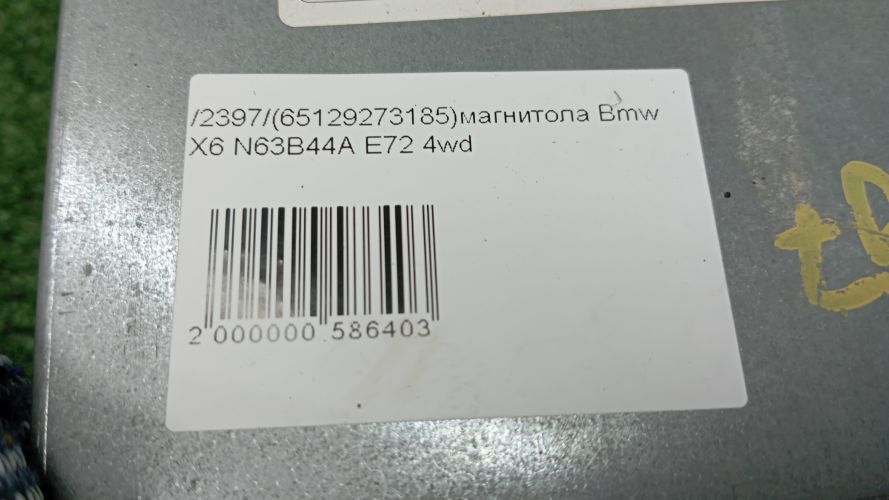 /2397/(65129273185)магнитола Bmw
X6 N63B44A E72 4wd
2 000000 586403